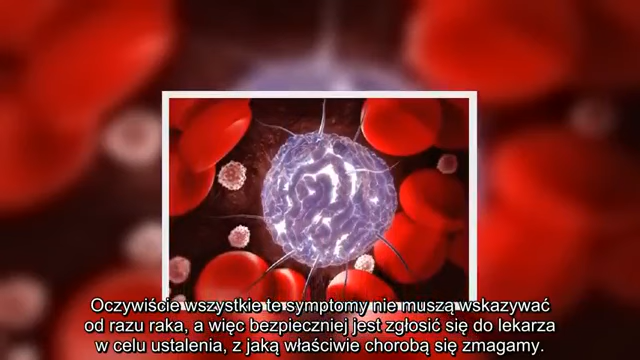 Oczywiście wszystkie te symptomy nie muszą wskazywać
od razu raka, a więc bezpieczniej jest zgłosić się do lekarza
w celu ustalenia, z jaką właściwie chorobą się zmagamy.